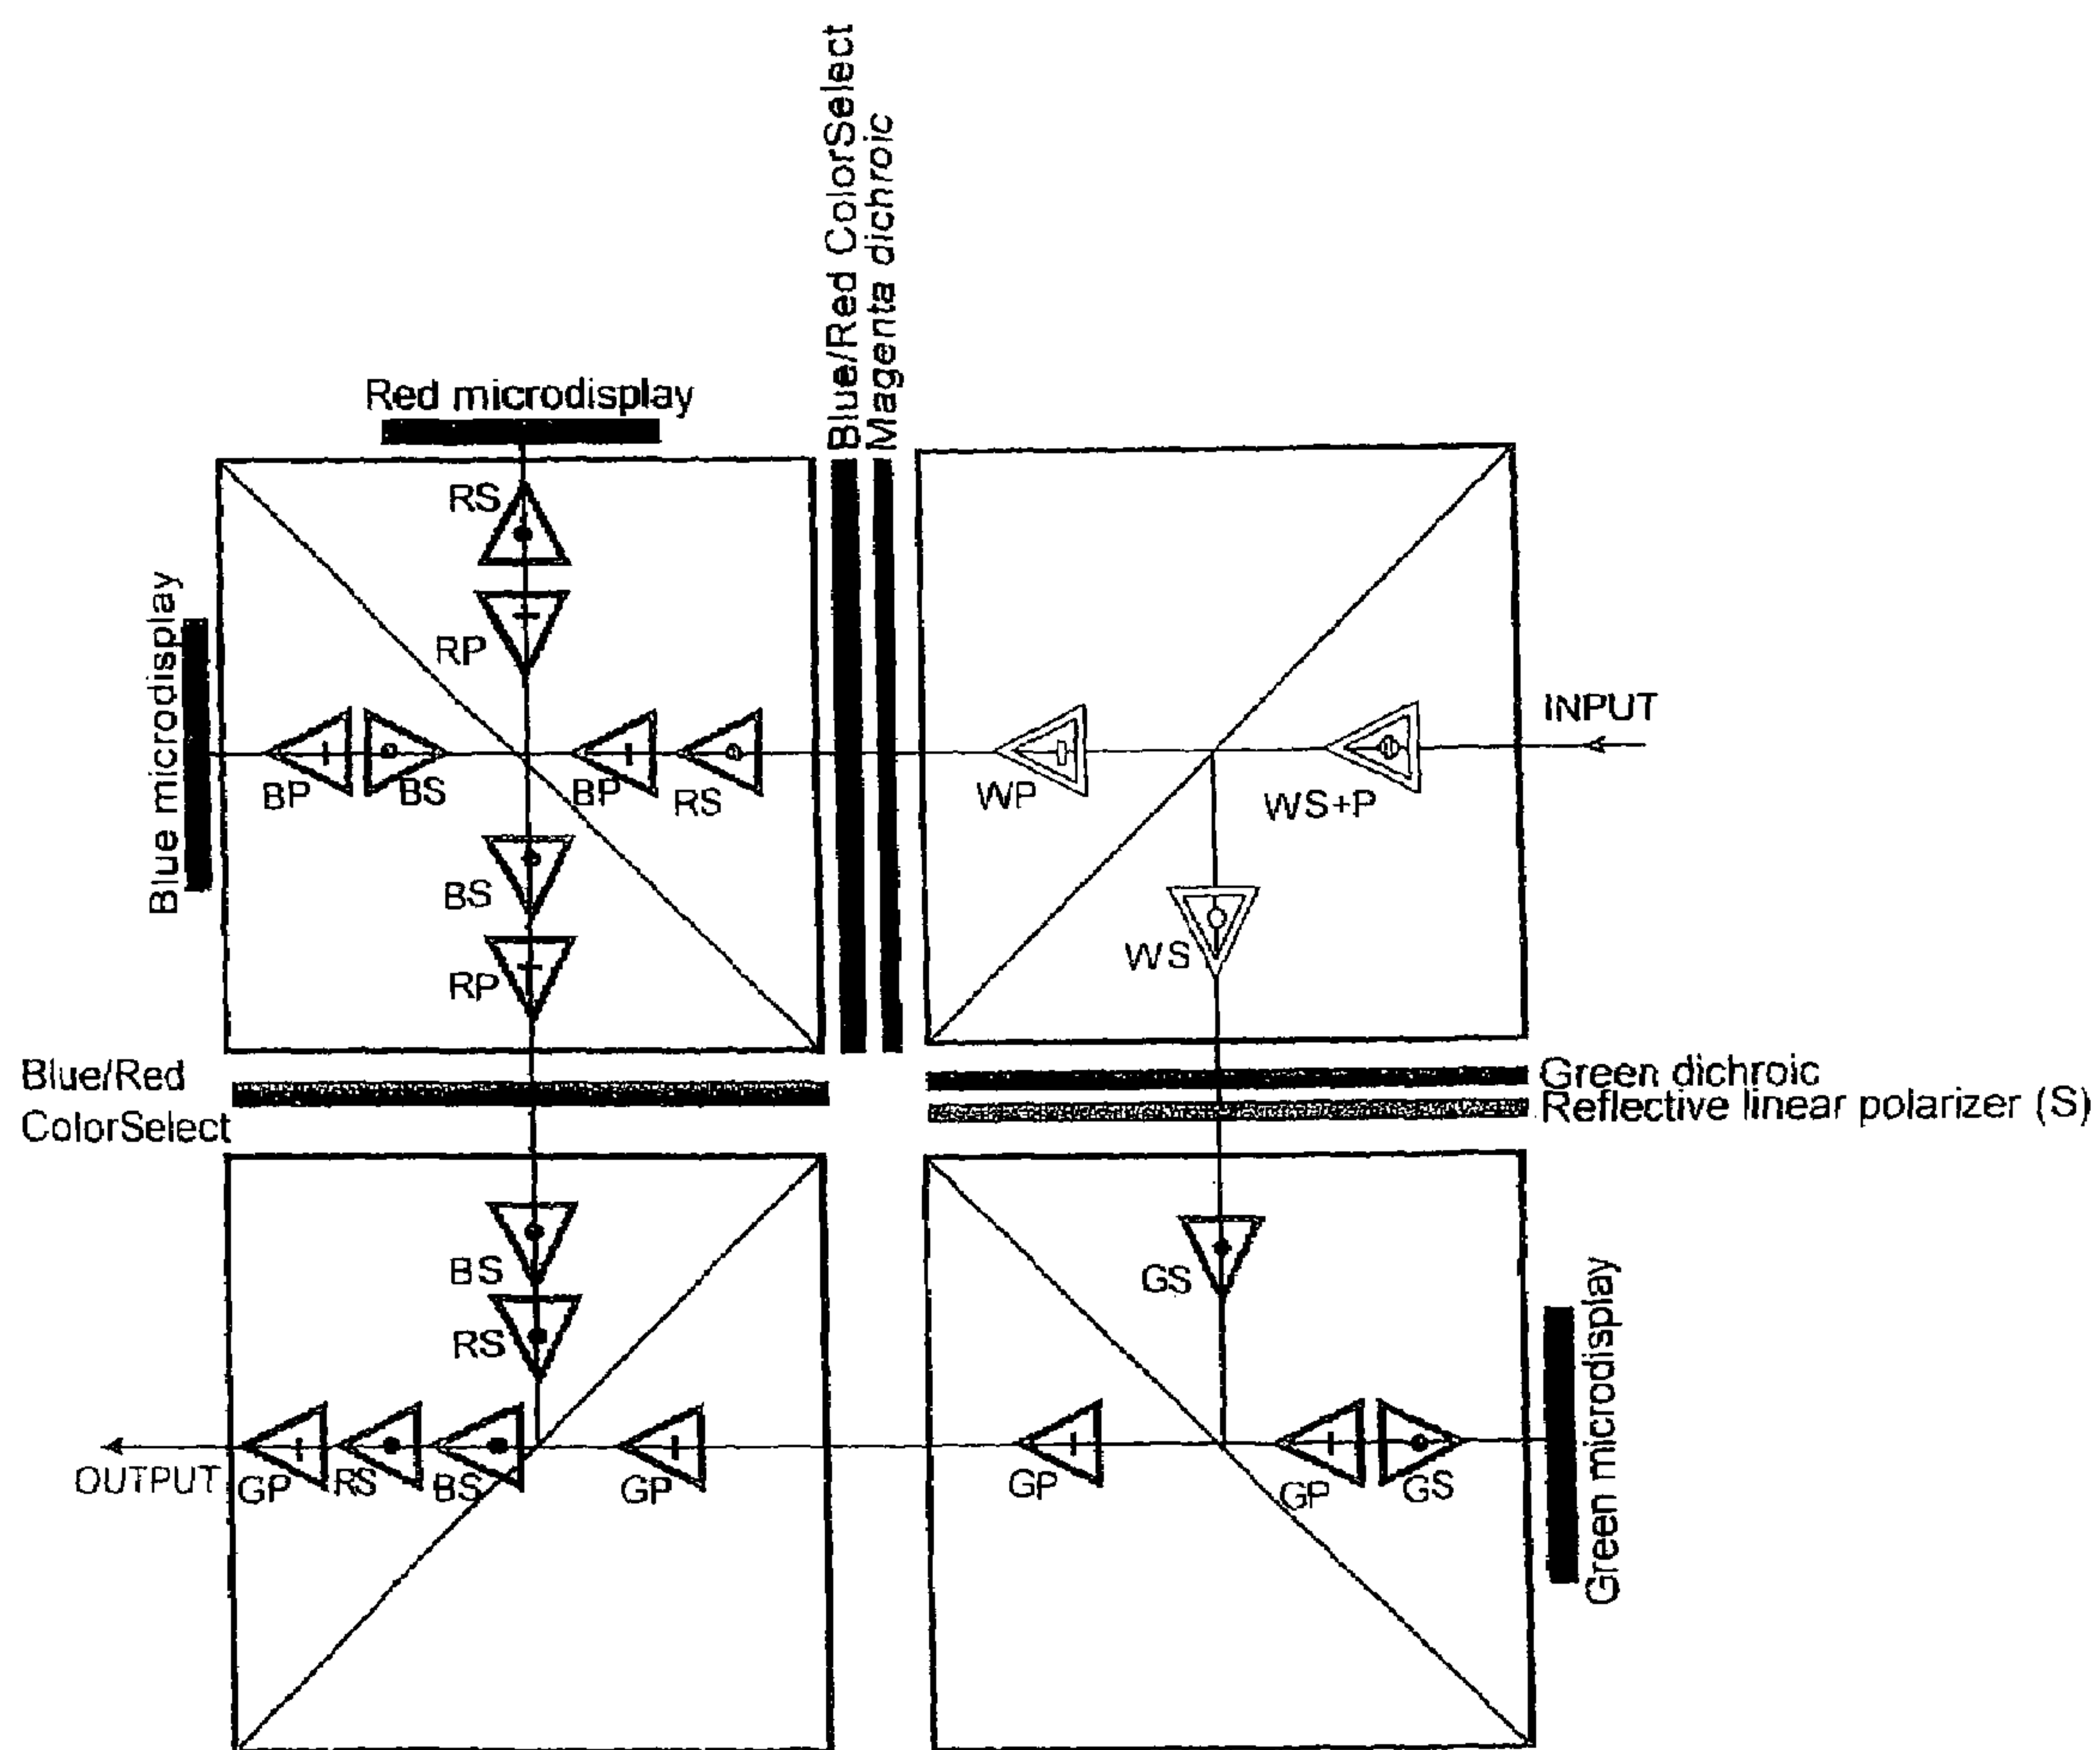 Blue/Red ColorSelect
Magenta dichroic
Red microdisplay
RS
RP
Blue microdisplay
BP
BS
BP
RS
WP
WS+P
INPUT
BS
RP
WS
Blue/Red
ColorSelect
Green dichroic
Reflective linear polarizer (S)
BS
RS
GS
Green microdisplay
OUTPUT
GP
RS
BS
GP
GP
GP
GS